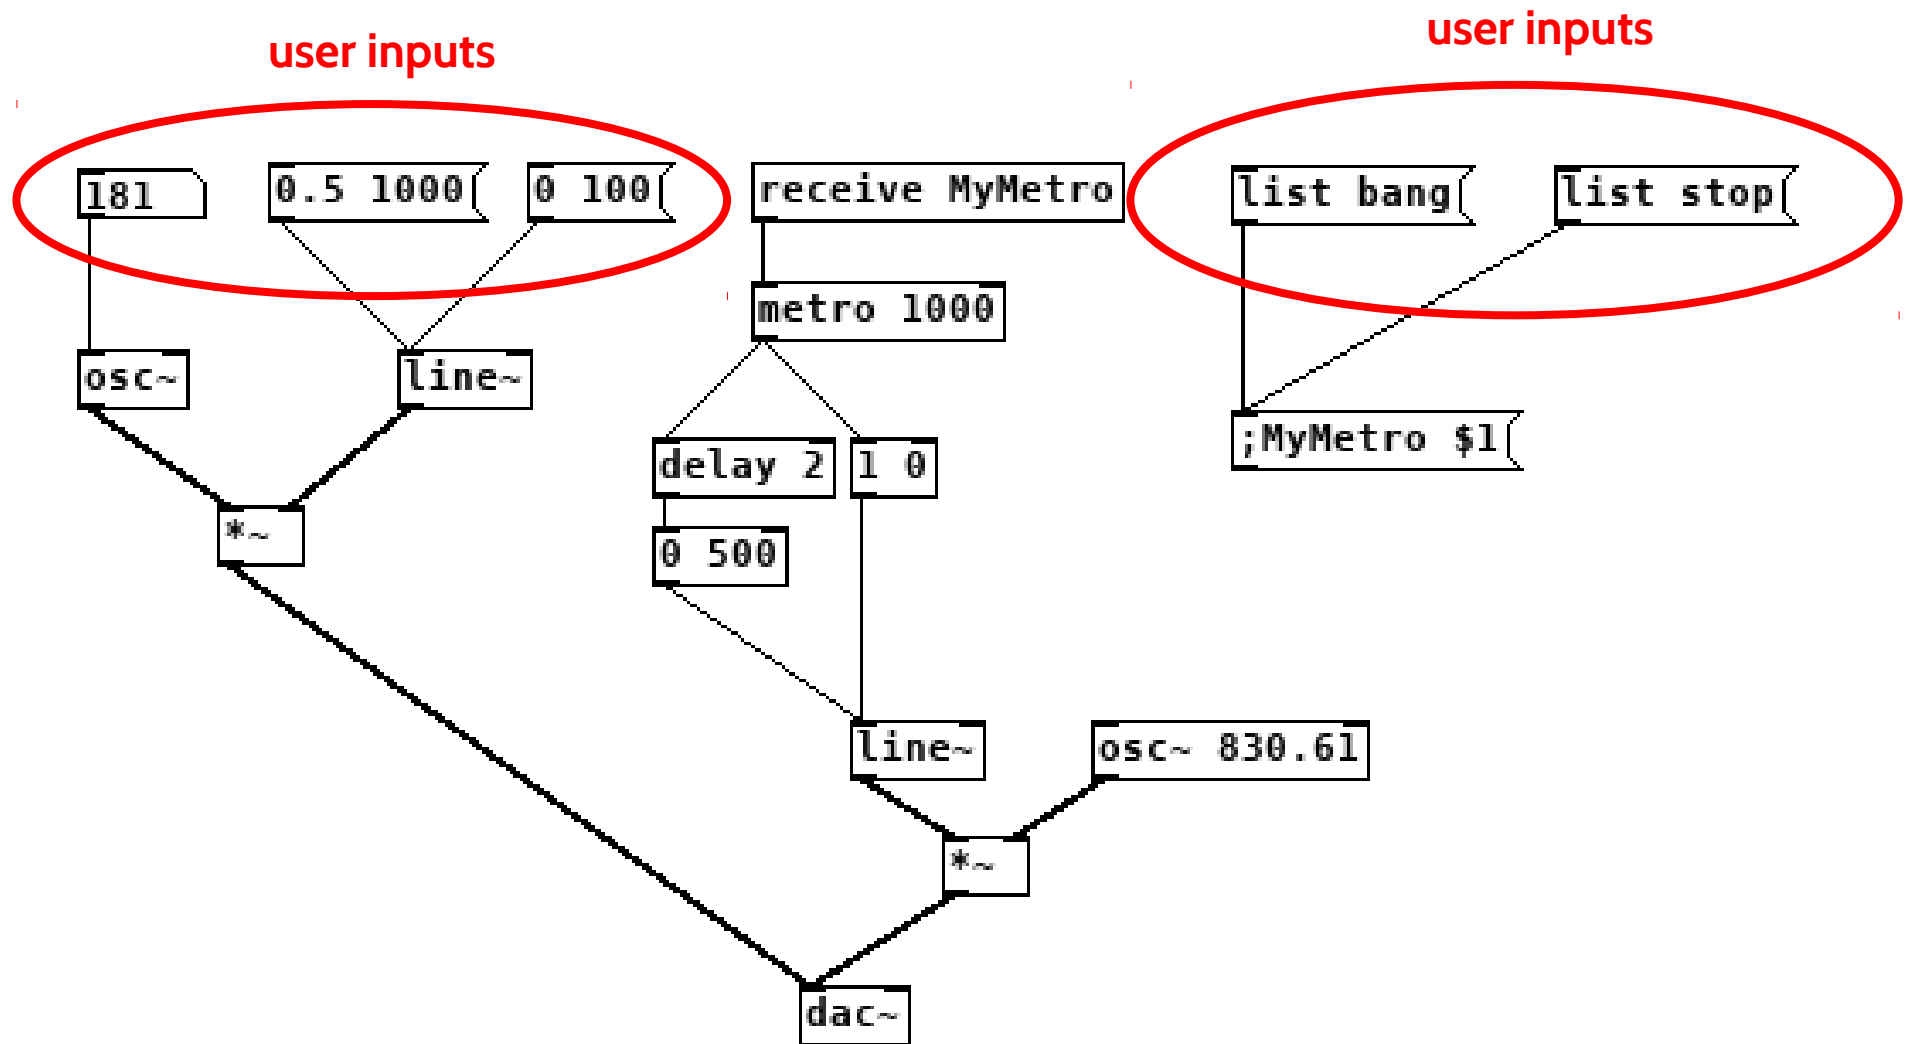 user inputs
user inputs
181
0.5 1000
0 100
receive MyMetro
list bang
list stop
metro 1000
osc~
line~
;MyMetro $1
delay 2
1 0
*~
0 500
line~
osc~ 830.61
*~
dac~